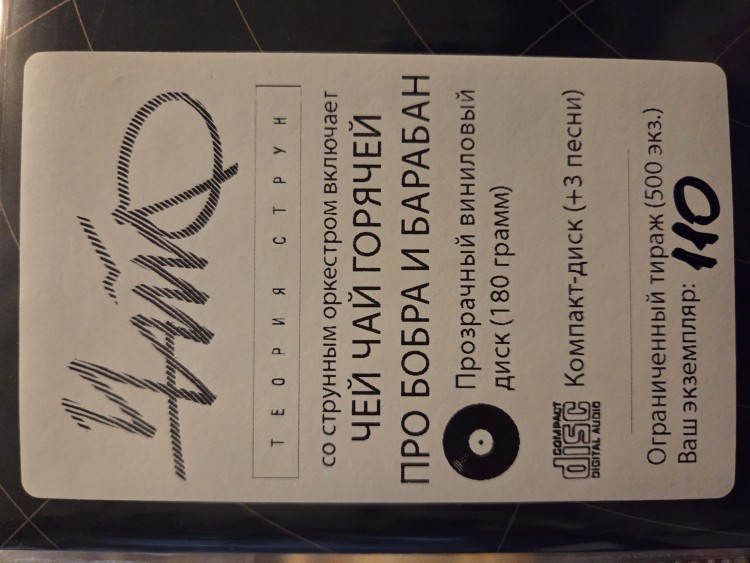 ТЕОРИЯ СТРУН
со струнным оркестром включает
ЧЕЙ ЧАЙ ГОРЯЧЕЙ
ПРО БОБРА И БАРАБАН
Прозрачный виниловый
диск (180 грамм)
COMPACT
disc
DIGITAL AUDIO
Компакт-диск (+3 песни)
Ограниченный тираж (500 экз.)
Ваш экземпляр: 110